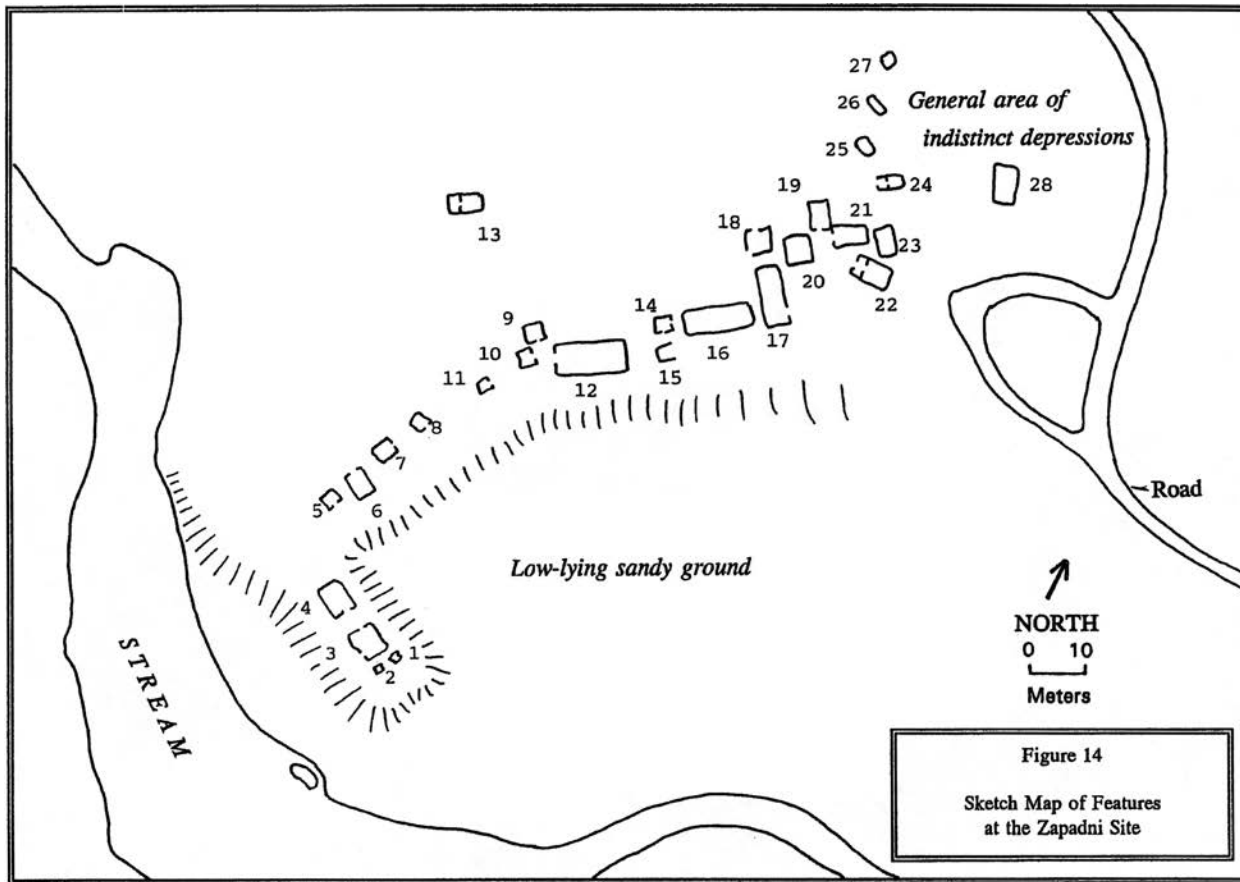 27
26
General area of
indistinct depressions
25
24
28
19
21
18
13
23
20
22
14
9
16
17
10
15
11
12
8
7
5
6
Road
Low-lying sandy ground
4
NORTH
0 10
Meters
3
1
2
STREAM
Figure 14
Sketch Map of Features
at the Zapadni Site